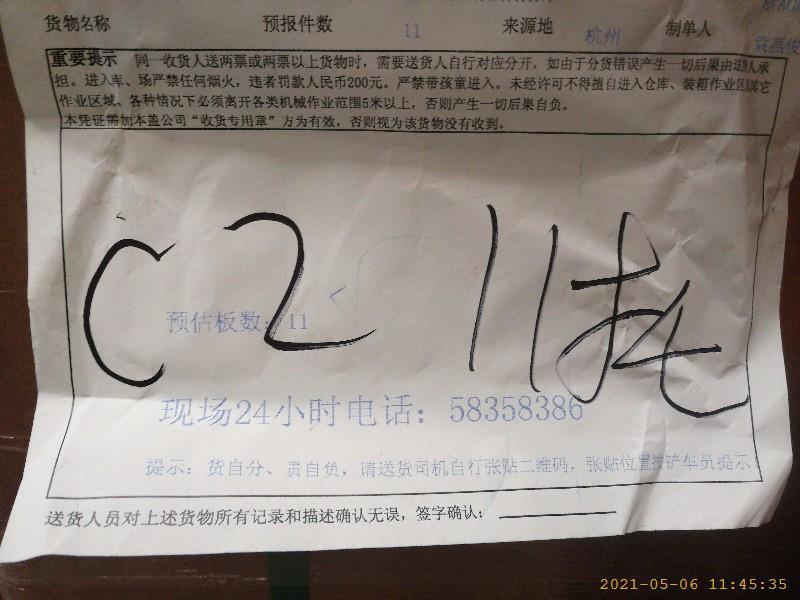 货物名称 预报件数 11 来源地 杭州 制单人
重要提示 同一收货人送两票或两票以上货物时，需要送货人自行对应分开，如由于分货错误产生一切后果由送货人承
担。进入库、场严禁任何烟火，违者罚款人民币200元。严禁带孩童进入。未经许可不得擅自进入仓库、装箱作业区或其它
作业区域、各种情况下必须离开各类机械作业范围5米以上，否则产生一切后果自负。
本凭证需加本盖公司“收货专用章”方为有效，否则视为该货物没有收到。
C2 11托
预估板数：11
现场24小时电话：58358386
提示：货自分、责自负，请送货司机自行张贴二维码，张贴位置按铲车员提示
送货人员对上述货物所有记录和描述确认无误，签字确认：
2021-05-06 11:45:35